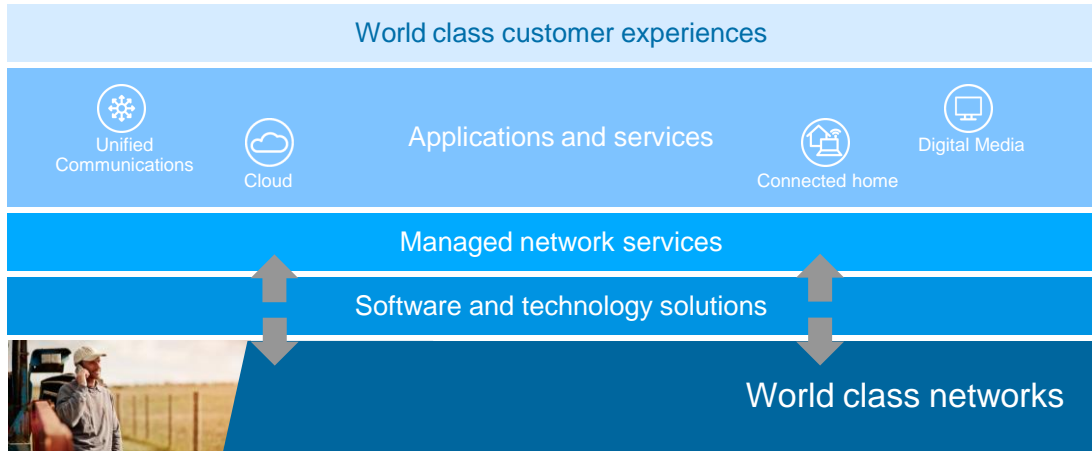 World class customer experiences
Applications and services
Unified
Communications
Cloud
Connected home
Digital Media
Managed network services
Software and technology solutions
World class networks